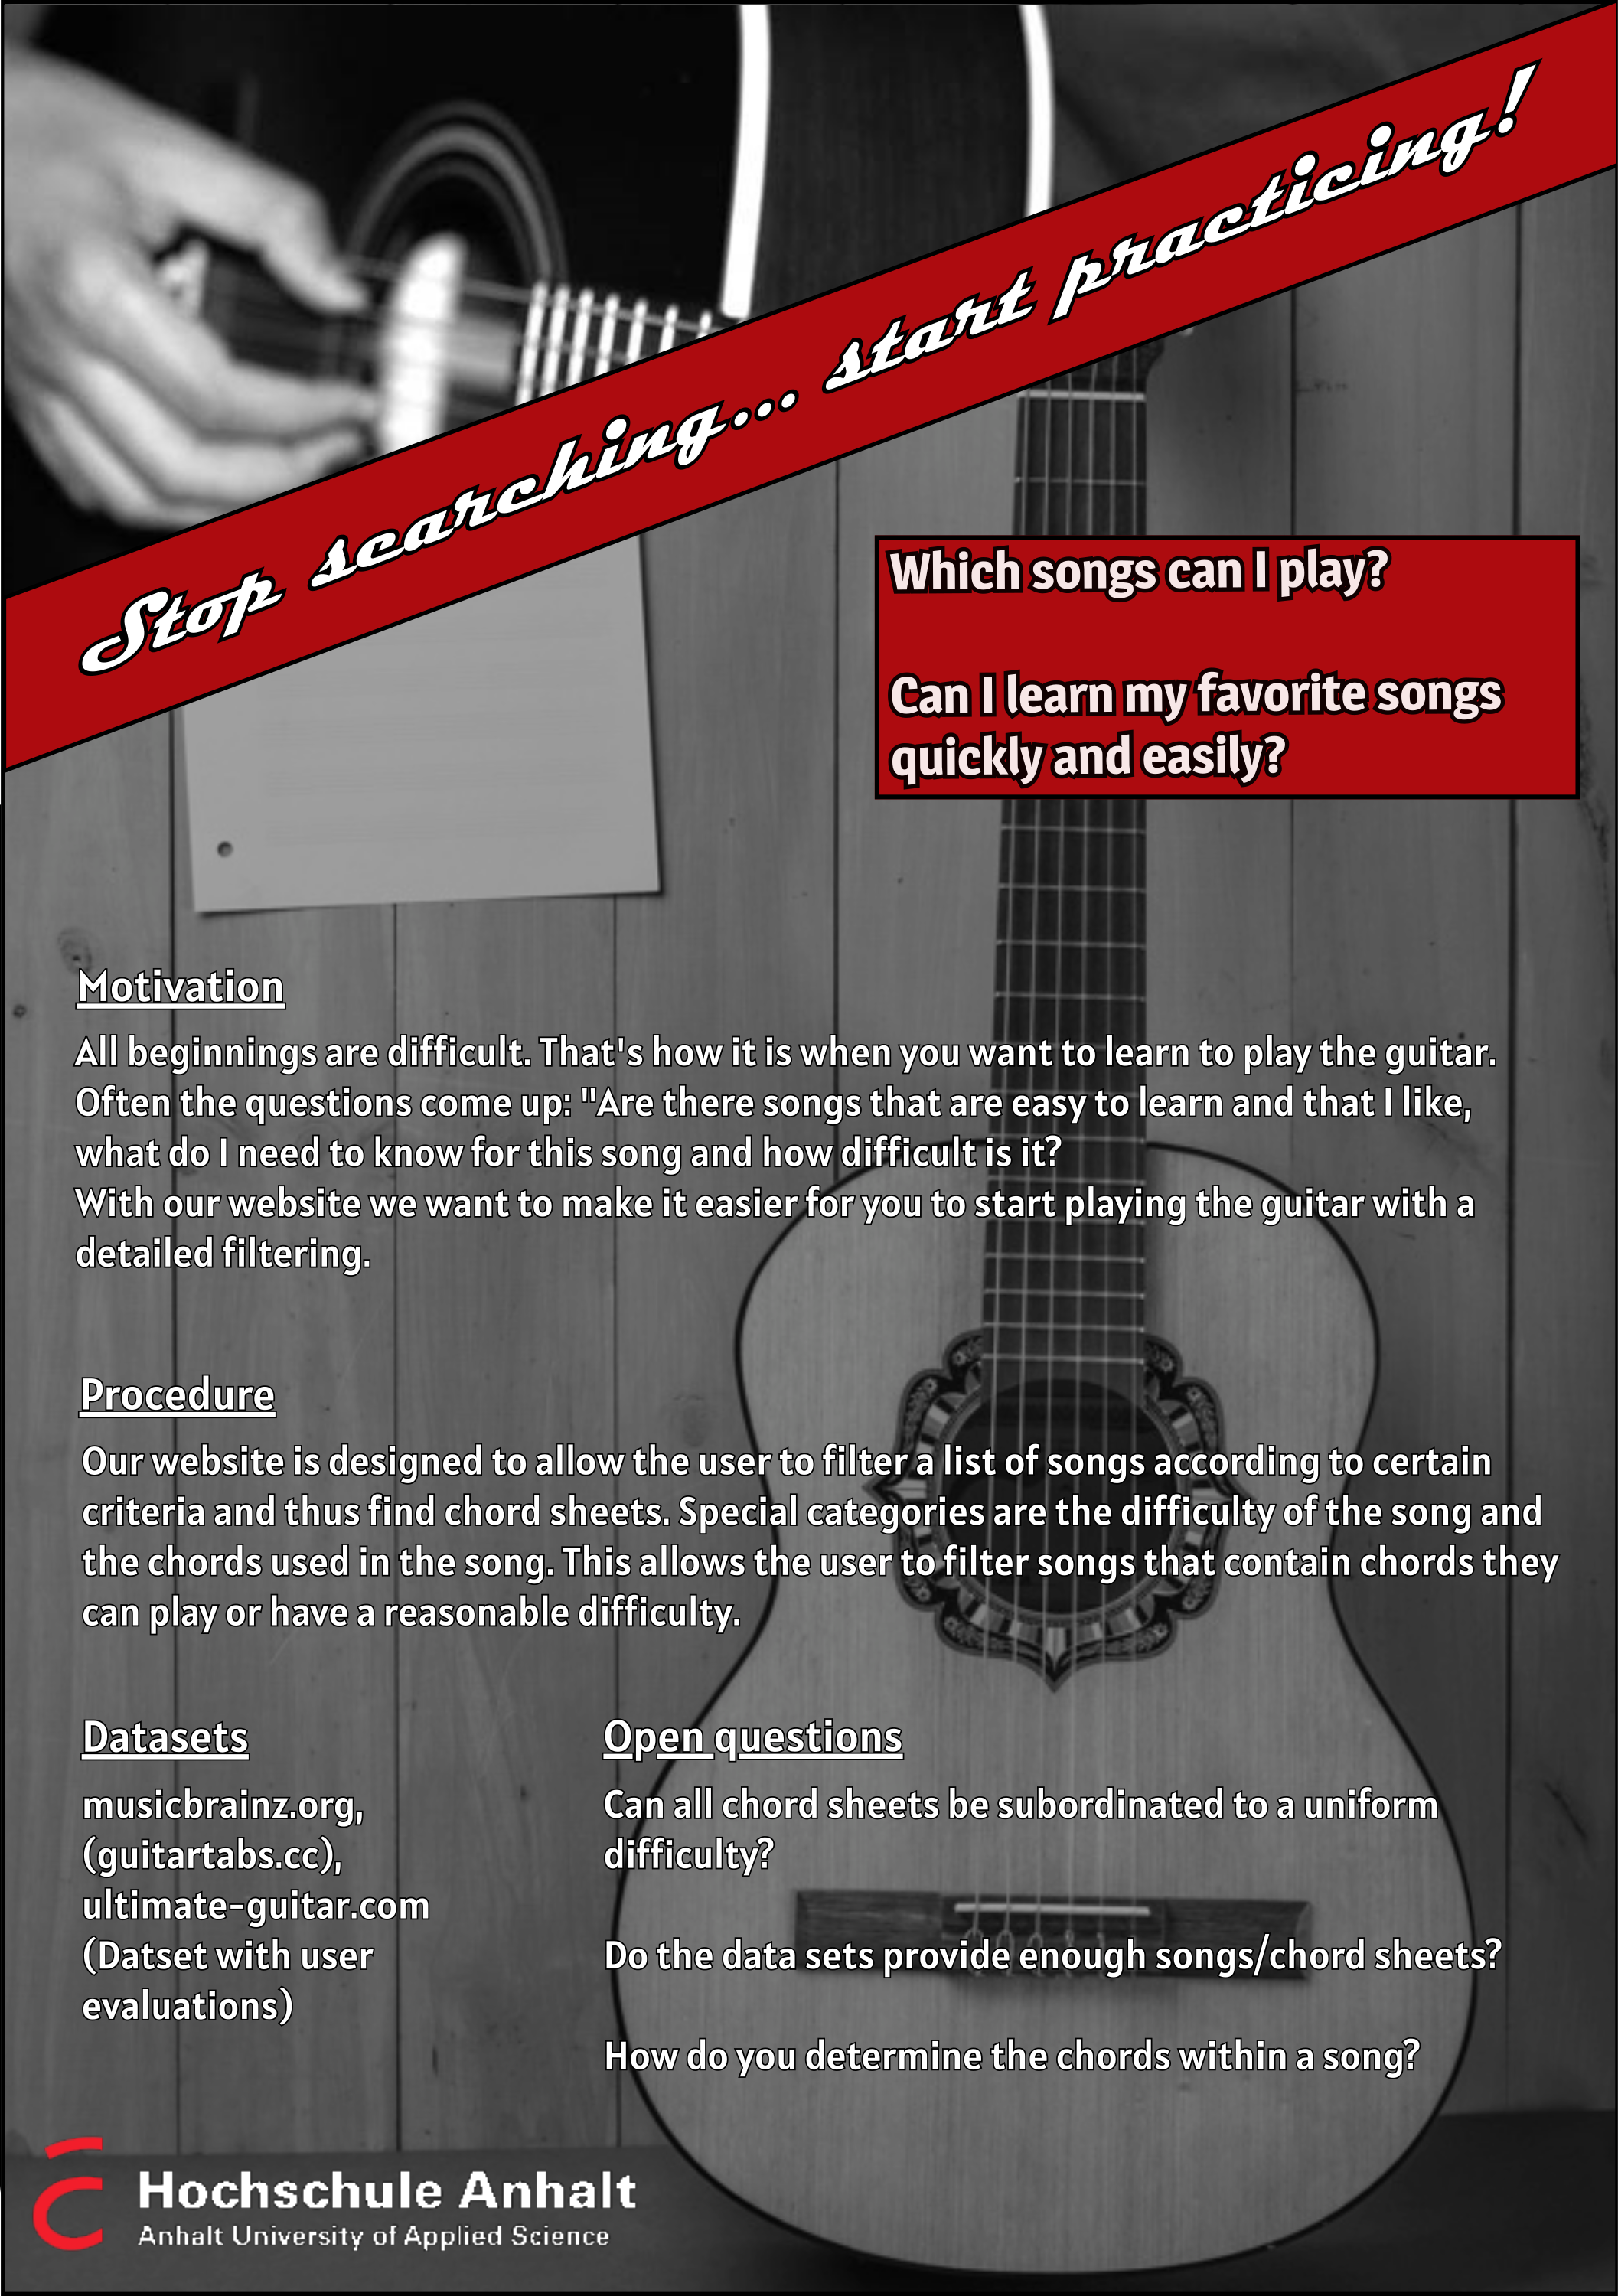 Stop searching... start practicing!
Which songs can I play?
Can I learn my favorite songs
quickly and easily?
Motivation
All beginnings are difficult. That's how it is when you want to learn to play the guitar.
Often the questions come up: "Are there songs that are easy to learn and that I like,
what do I need to know for this song and how difficult is it?
With our website we want to make it easier for you to start playing the guitar with a
detailed filtering.
Procedure
Our website is designed to allow the user to filter a list of songs according to certain
criteria and thus find chord sheets. Special categories are the difficulty of the song and
the chords used in the song. This allows the user to filter songs that contain chords they
can play or have a reasonable difficulty.
Datasets
musicbrainz.org,
(guitartabs.cc),
ultimate-guitar.com
(Datset with user
evaluations)
Open questions
Can all chord sheets be subordinated to a uniform
difficulty?
Do the data sets provide enough songs/chord sheets?
How do you determine the chords within a song?
Hochschule Anhalt
Anhalt University of Applied Science